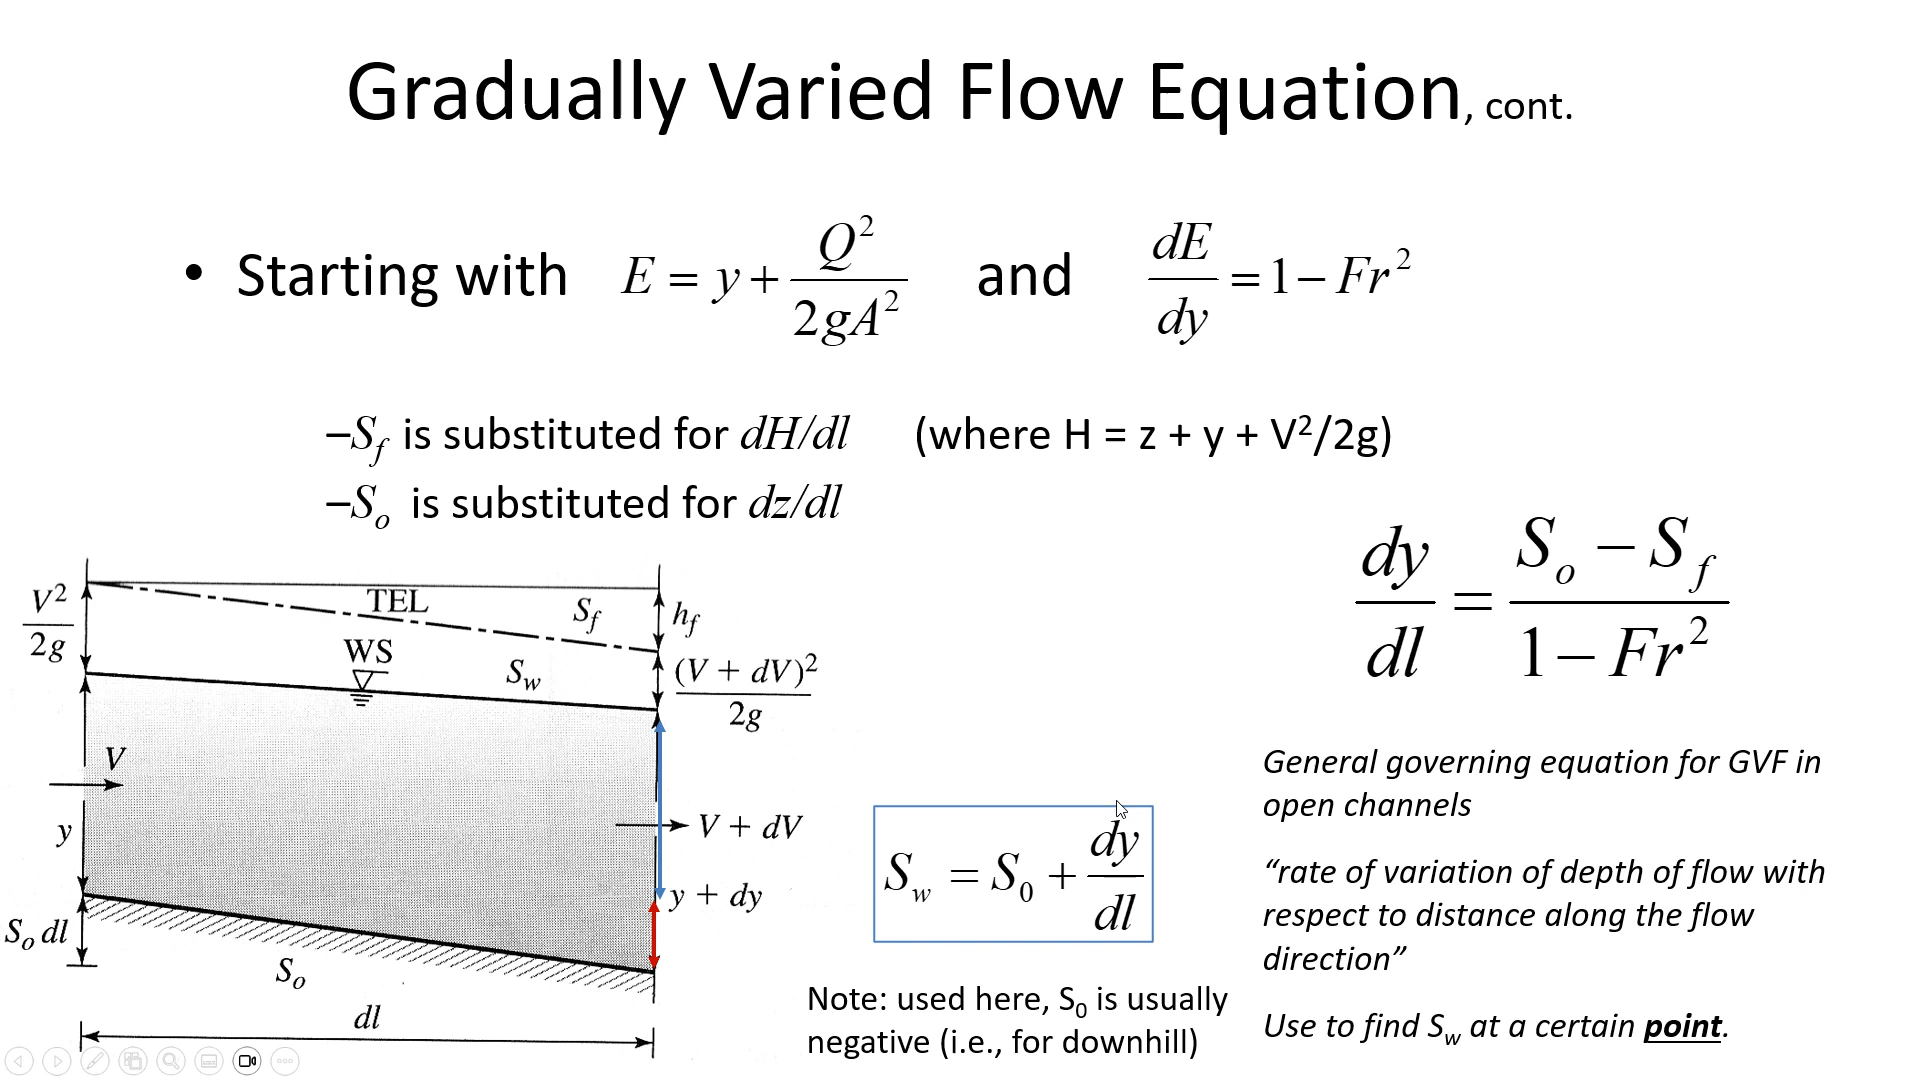 Gradually Varied Flow Equation, cont.
• Starting with E = y + Q²/2gA² and dE/dy = 1 − Fr²
–S_f is substituted for dH/dl (where H = z + y + V²/2g)
–S_o is substituted for dz/dl
dy/dl = (S_o − S_f)/(1 − Fr²)
V²/2g
TEL
S_f
h_f
WS
S_w
(V + dV)²/2g
V
y
V + dV
y + dy
S_o dl
S_o
dl
S_w = S_0 + dy/dl
Note: used here, S_0 is usually
negative (i.e., for downhill)
General governing equation for GVF in
open channels
“rate of variation of depth of flow with
respect to distance along the flow
direction”
Use to find S_w at a certain point.